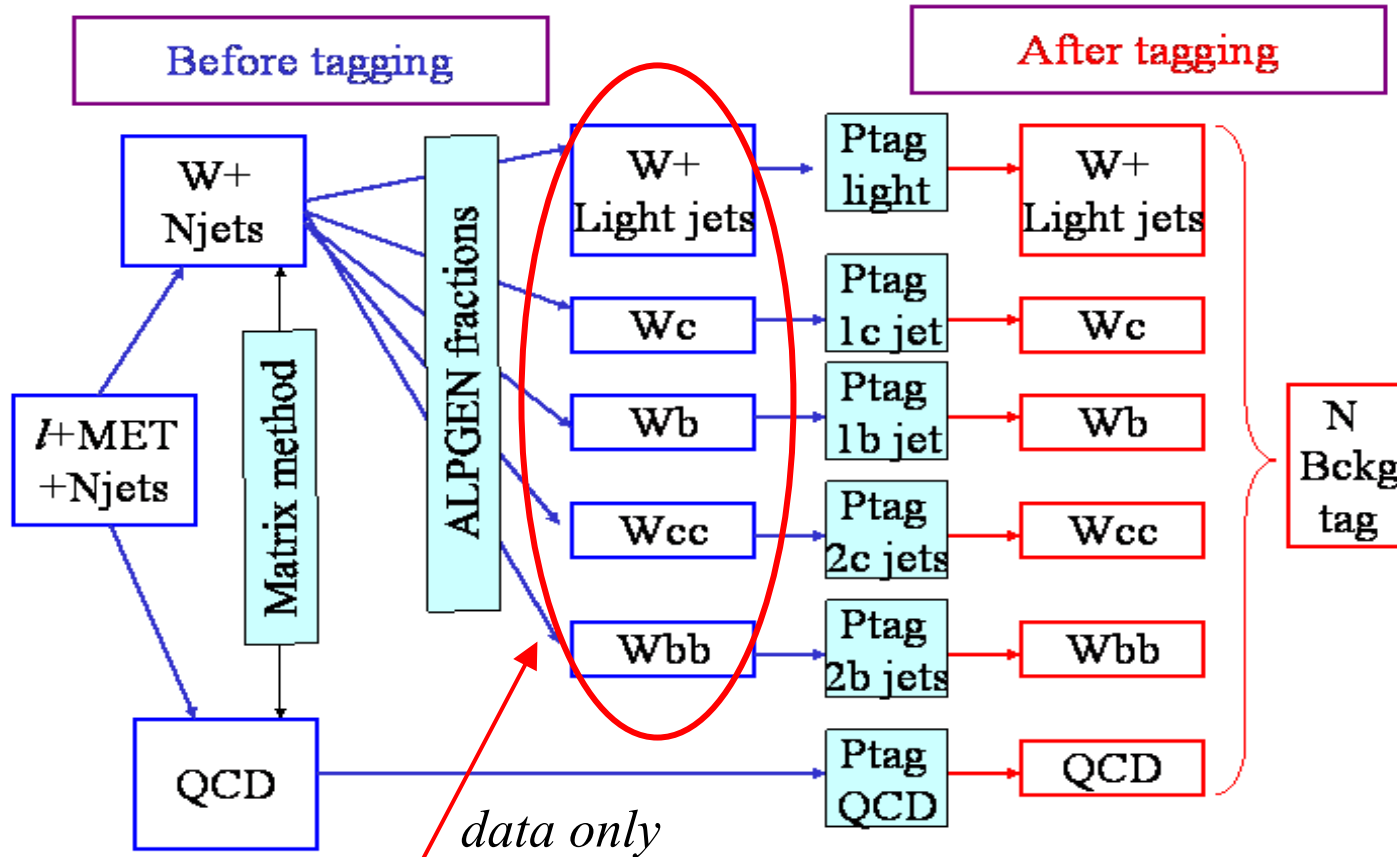 Before tagging
After tagging
W+
Njets
l+MET
+Njets
QCD
Matrix method
ALPGEN fractions
W+
Light jets
Wc
Wb
Wcc
Wbb
data only
Ptag
light
Ptag
1c jet
Ptag
1b jet
Ptag
2c jets
Ptag
2b jets
Ptag
QCD
W+
Light jets
Wc
Wb
Wcc
Wbb
QCD
N
Bckg
tag